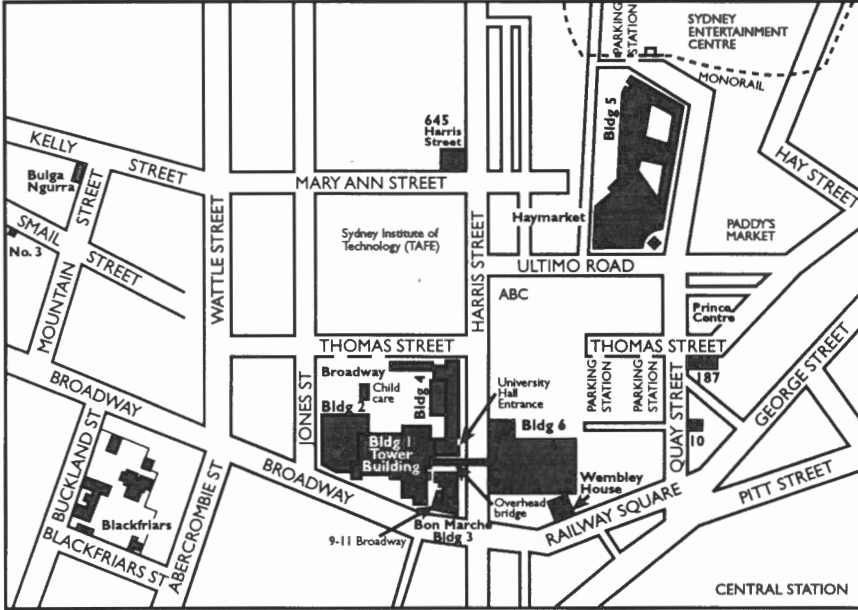 PARKING
STATION
SYDNEY
ENTERTAINMENT
CENTRE
MONORAIL
Bldg 5
645
Harris
Street
KELLY
STREET
Bulga
Ngurra
MARY ANN STREET
HAY STREET
STREET
MOUNTAIN
SMAIL
STREET
No. 3
WATTLE STREET
Sydney Institute of
Technology (TAFE)
HARRIS STREET
Haymarket
PADDY'S
MARKET
ULTIMO ROAD
ABC
Prince
Centre
THOMAS STREET
THOMAS STREET
BROADWAY
Broadway
Child
care
Bldg 4
University
Hall
Entrance
PARKING
STATION
PARKING
STATION
187
QUAY STREET
GEORGE STREET
JONES ST
Bldg 2
Bldg 1
Tower
Building
Bldg 6
10
BUCKLAND ST
ABERCROMBIE ST
BROADWAY
Wembley
House
PITT STREET
Blackfriars
Overhead
bridge
RAILWAY SQUARE
BLACKFRIARS ST
9-11 Broadway
Bon Marche
Bldg 3
CENTRAL STATION